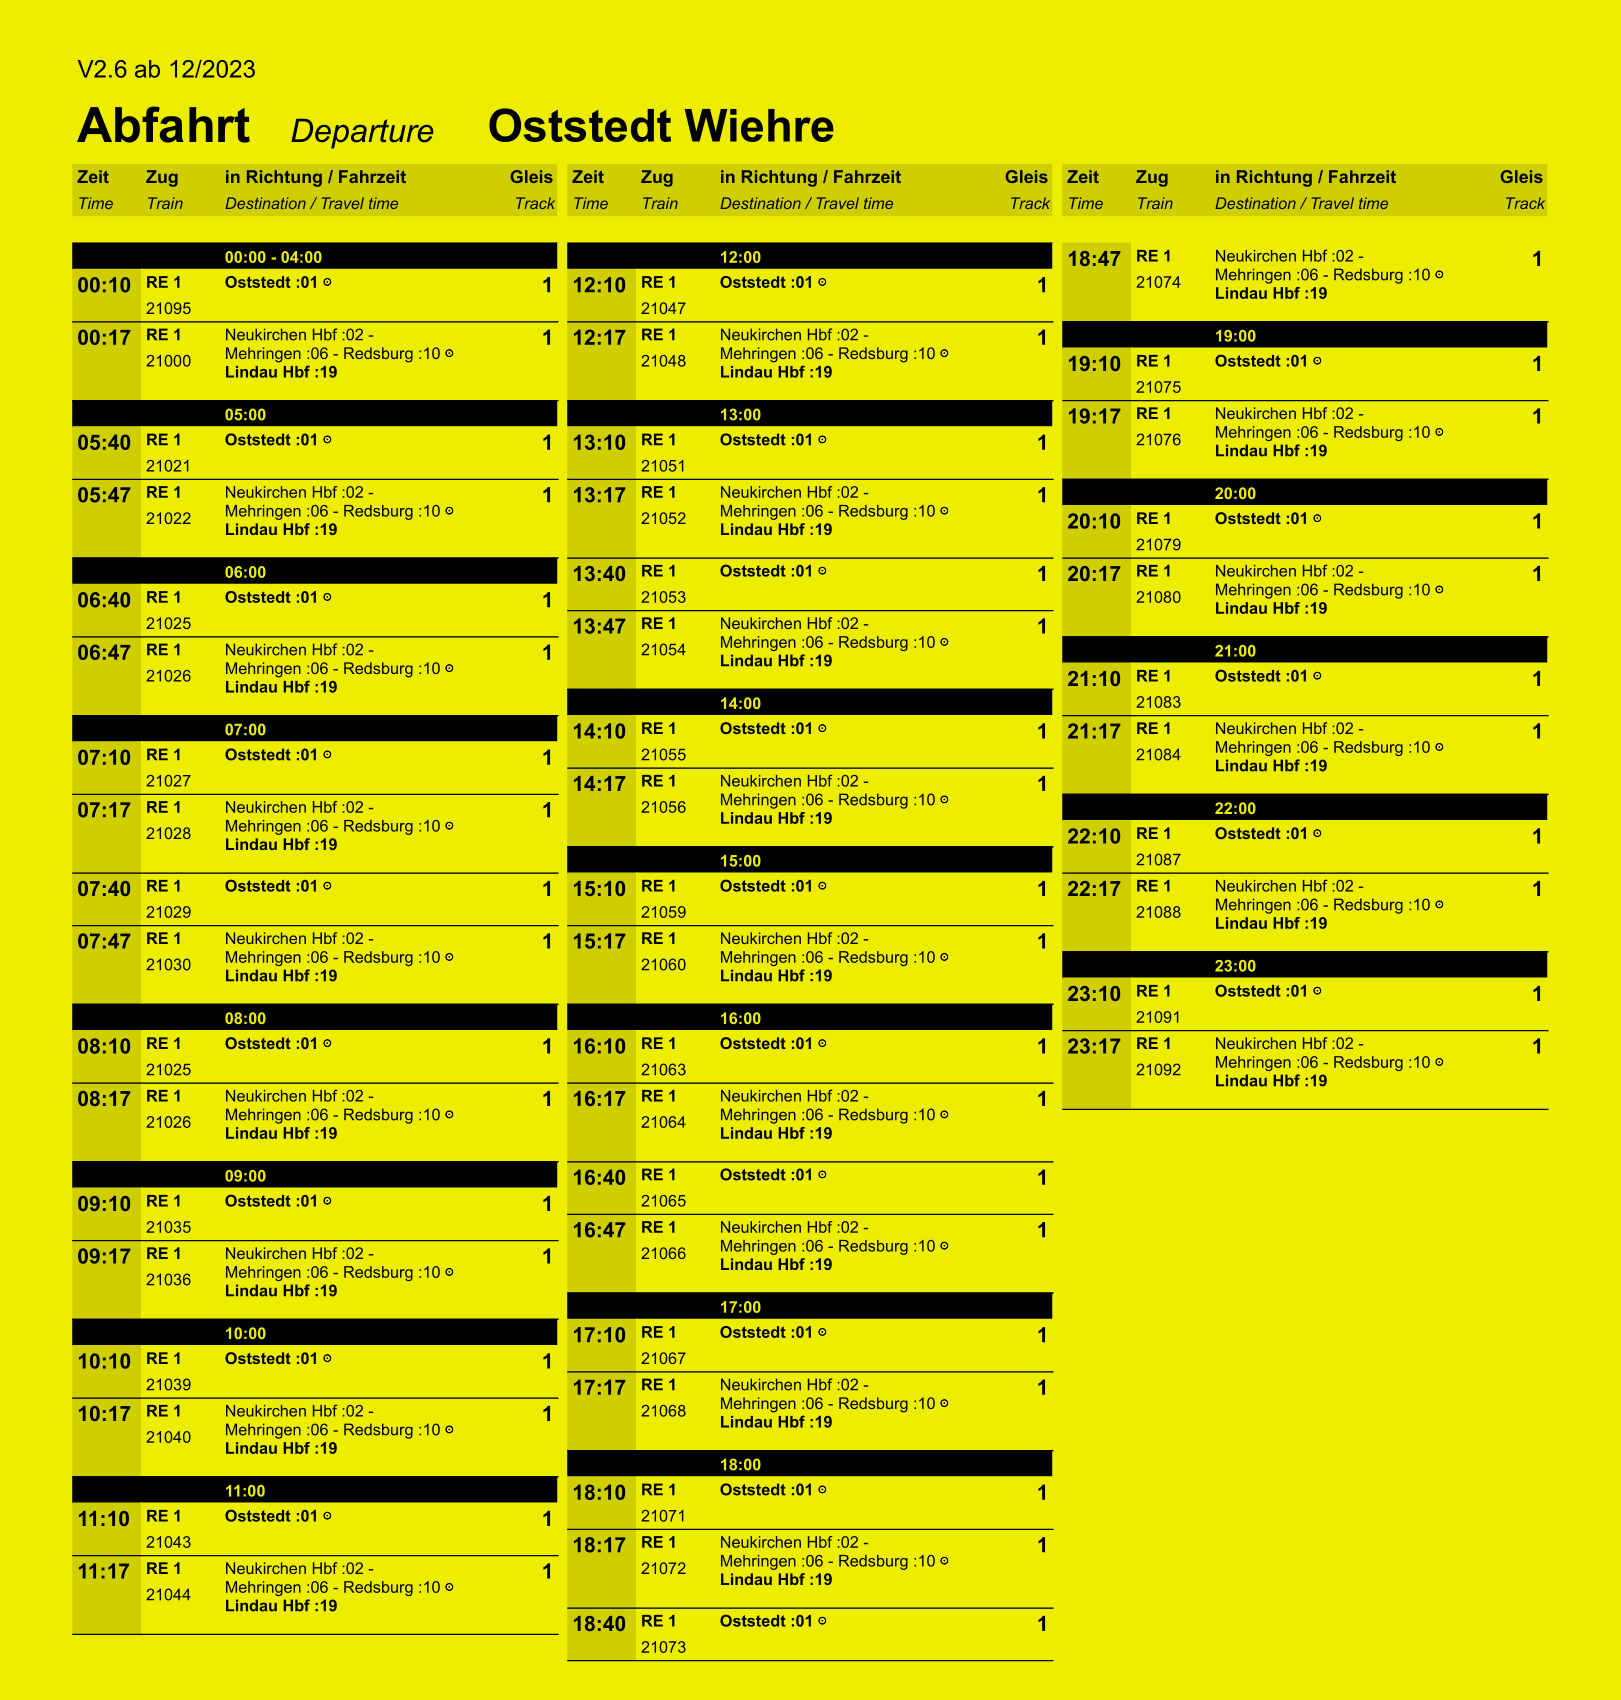 V2.6 ab 12/2023
Abfahrt Departure Oststedt Wiehre
Zeit Zug in Richtung / Fahrzeit Gleis
Time Train Destination / Travel time Track
00:00 - 04:00
00:10 RE 1 Oststedt :01 ⊙ 1
21095
00:17 RE 1 Neukirchen Hbf :02 - 1
21000 Mehringen :06 - Redsburg :10 ⊙
Lindau Hbf :19
05:00
05:40 RE 1 Oststedt :01 ⊙ 1
21021
05:47 RE 1 Neukirchen Hbf :02 - 1
21022 Mehringen :06 - Redsburg :10 ⊙
Lindau Hbf :19
06:00
06:40 RE 1 Oststedt :01 ⊙ 1
21025
06:47 RE 1 Neukirchen Hbf :02 - 1
21026 Mehringen :06 - Redsburg :10 ⊙
Lindau Hbf :19
07:00
07:10 RE 1 Oststedt :01 ⊙ 1
21027
07:17 RE 1 Neukirchen Hbf :02 - 1
21028 Mehringen :06 - Redsburg :10 ⊙
Lindau Hbf :19
07:40 RE 1 Oststedt :01 ⊙ 1
21029
07:47 RE 1 Neukirchen Hbf :02 - 1
21030 Mehringen :06 - Redsburg :10 ⊙
Lindau Hbf :19
08:00
08:10 RE 1 Oststedt :01 ⊙ 1
21025
08:17 RE 1 Neukirchen Hbf :02 - 1
21026 Mehringen :06 - Redsburg :10 ⊙
Lindau Hbf :19
09:00
09:10 RE 1 Oststedt :01 ⊙ 1
21035
09:17 RE 1 Neukirchen Hbf :02 - 1
21036 Mehringen :06 - Redsburg :10 ⊙
Lindau Hbf :19
10:00
10:10 RE 1 Oststedt :01 ⊙ 1
21039
10:17 RE 1 Neukirchen Hbf :02 - 1
21040 Mehringen :06 - Redsburg :10 ⊙
Lindau Hbf :19
11:00
11:10 RE 1 Oststedt :01 ⊙ 1
21043
11:17 RE 1 Neukirchen Hbf :02 - 1
21044 Mehringen :06 - Redsburg :10 ⊙
Lindau Hbf :19
Zeit Zug in Richtung / Fahrzeit Gleis
Time Train Destination / Travel time Track
12:00
12:10 RE 1 Oststedt :01 ⊙ 1
21047
12:17 RE 1 Neukirchen Hbf :02 - 1
21048 Mehringen :06 - Redsburg :10 ⊙
Lindau Hbf :19
13:00
13:10 RE 1 Oststedt :01 ⊙ 1
21051
13:17 RE 1 Neukirchen Hbf :02 - 1
21052 Mehringen :06 - Redsburg :10 ⊙
Lindau Hbf :19
13:40 RE 1 Oststedt :01 ⊙ 1
21053
13:47 RE 1 Neukirchen Hbf :02 - 1
21054 Mehringen :06 - Redsburg :10 ⊙
Lindau Hbf :19
14:00
14:10 RE 1 Oststedt :01 ⊙ 1
21055
14:17 RE 1 Neukirchen Hbf :02 - 1
21056 Mehringen :06 - Redsburg :10 ⊙
Lindau Hbf :19
15:00
15:10 RE 1 Oststedt :01 ⊙ 1
21059
15:17 RE 1 Neukirchen Hbf :02 - 1
21060 Mehringen :06 - Redsburg :10 ⊙
Lindau Hbf :19
16:00
16:10 RE 1 Oststedt :01 ⊙ 1
21063
16:17 RE 1 Neukirchen Hbf :02 - 1
21064 Mehringen :06 - Redsburg :10 ⊙
Lindau Hbf :19
16:40 RE 1 Oststedt :01 ⊙ 1
21065
16:47 RE 1 Neukirchen Hbf :02 - 1
21066 Mehringen :06 - Redsburg :10 ⊙
Lindau Hbf :19
17:00
17:10 RE 1 Oststedt :01 ⊙ 1
21067
17:17 RE 1 Neukirchen Hbf :02 - 1
21068 Mehringen :06 - Redsburg :10 ⊙
Lindau Hbf :19
18:00
18:10 RE 1 Oststedt :01 ⊙ 1
21071
18:17 RE 1 Neukirchen Hbf :02 - 1
21072 Mehringen :06 - Redsburg :10 ⊙
Lindau Hbf :19
18:40 RE 1 Oststedt :01 ⊙ 1
21073
Zeit Zug in Richtung / Fahrzeit Gleis
Time Train Destination / Travel time Track
18:47 RE 1 Neukirchen Hbf :02 - 1
21074 Mehringen :06 - Redsburg :10 ⊙
Lindau Hbf :19
19:00
19:10 RE 1 Oststedt :01 ⊙ 1
21075
19:17 RE 1 Neukirchen Hbf :02 - 1
21076 Mehringen :06 - Redsburg :10 ⊙
Lindau Hbf :19
20:00
20:10 RE 1 Oststedt :01 ⊙ 1
21079
20:17 RE 1 Neukirchen Hbf :02 - 1
21080 Mehringen :06 - Redsburg :10 ⊙
Lindau Hbf :19
21:00
21:10 RE 1 Oststedt :01 ⊙ 1
21083
21:17 RE 1 Neukirchen Hbf :02 - 1
21084 Mehringen :06 - Redsburg :10 ⊙
Lindau Hbf :19
22:00
22:10 RE 1 Oststedt :01 ⊙ 1
21087
22:17 RE 1 Neukirchen Hbf :02 - 1
21088 Mehringen :06 - Redsburg :10 ⊙
Lindau Hbf :19
23:00
23:10 RE 1 Oststedt :01 ⊙ 1
21091
23:17 RE 1 Neukirchen Hbf :02 - 1
21092 Mehringen :06 - Redsburg :10 ⊙
Lindau Hbf :19